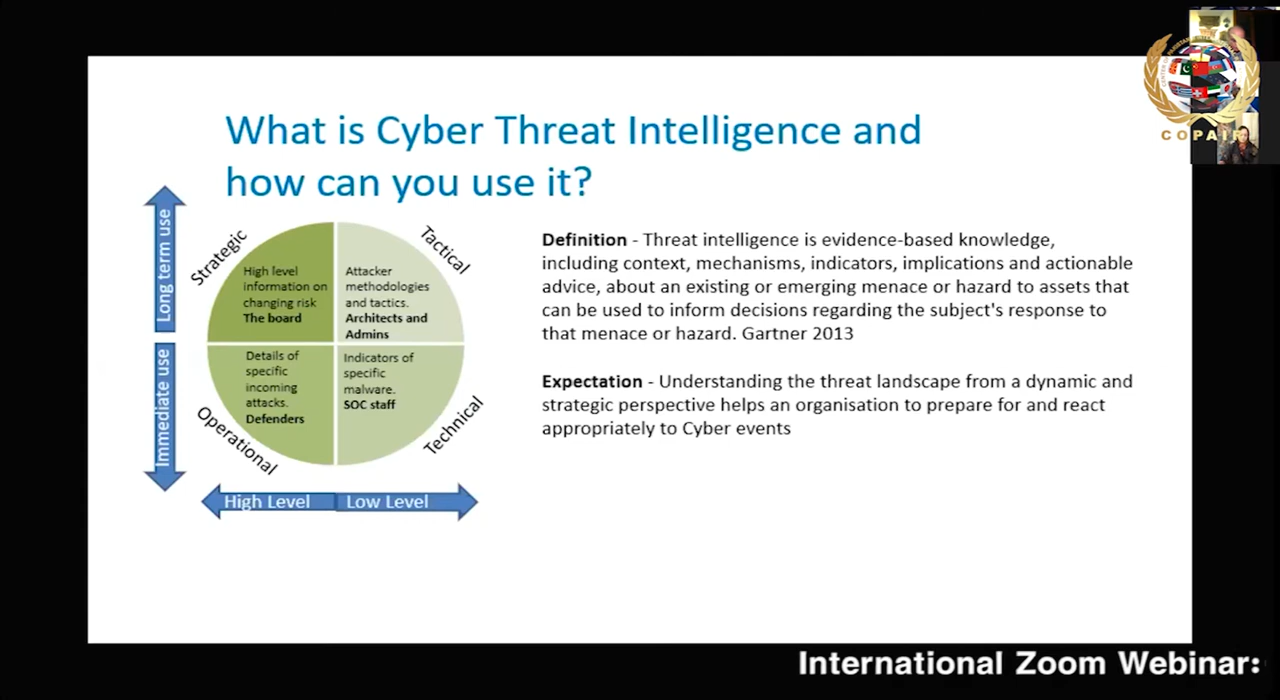 What is Cyber Threat Intelligence and
how can you use it?
Long term use
Immediate use
Strategic
Tactical
High level
information on
changing risk
The board
Attacker
methodologies
and tactics.
Architects and
Admins
Details of
specific
incoming
attacks.
Defenders
Indicators of
specific
malware.
SOC staff
Operational
Technical
High Level
Low Level
Definition - Threat intelligence is evidence-based knowledge,
including context, mechanisms, indicators, implications and actionable
advice, about an existing or emerging menace or hazard to assets that
can be used to inform decisions regarding the subject's response to
that menace or hazard. Gartner 2013
Expectation - Understanding the threat landscape from a dynamic and
strategic perspective helps an organisation to prepare for and react
appropriately to Cyber events
COPAIR
International Zoom Webinar: